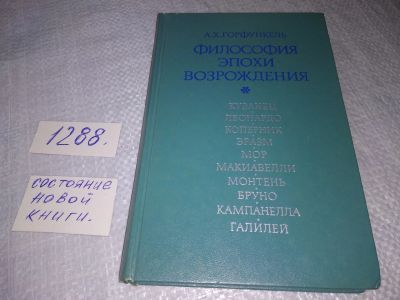 А.Х.ГОРФУНКЕЛЬ
ФИЛОСОФИЯ
ЭПОХИ
ВОЗРОЖДЕНИЯ
*
КУЗАНЕЦ
ЛЕОНАРДО
КОПЕРНИК
ЭРАЗМ
МОР
МАКИАВЕЛЛИ
МОНТЕНЬ
БРУНО
КАМПАНЕЛЛА
ГАЛИЛЕЙ
1288.
состояние
новой
книги.